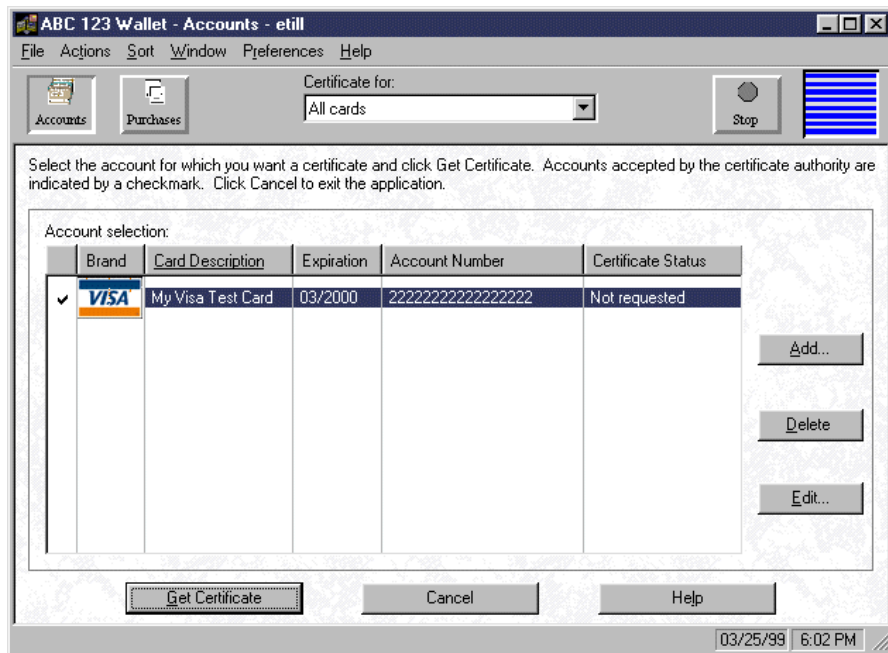 ABC 123 Wallet - Accounts - etill
File Actions Sort Window Preferences Help
Accounts
Purchases
Certificate for:
All cards
Stop
Select the account for which you want a certificate and click Get Certificate. Accounts accepted by the certificate authority are
indicated by a checkmark. Click Cancel to exit the application.
Account selection:
Brand Card Description Expiration Account Number Certificate Status
VISA My Visa Test Card 03/2000 22222222222222222 Not requested
Add...
Delete
Edit...
Get Certificate Cancel Help
03/25/99 6:02 PM